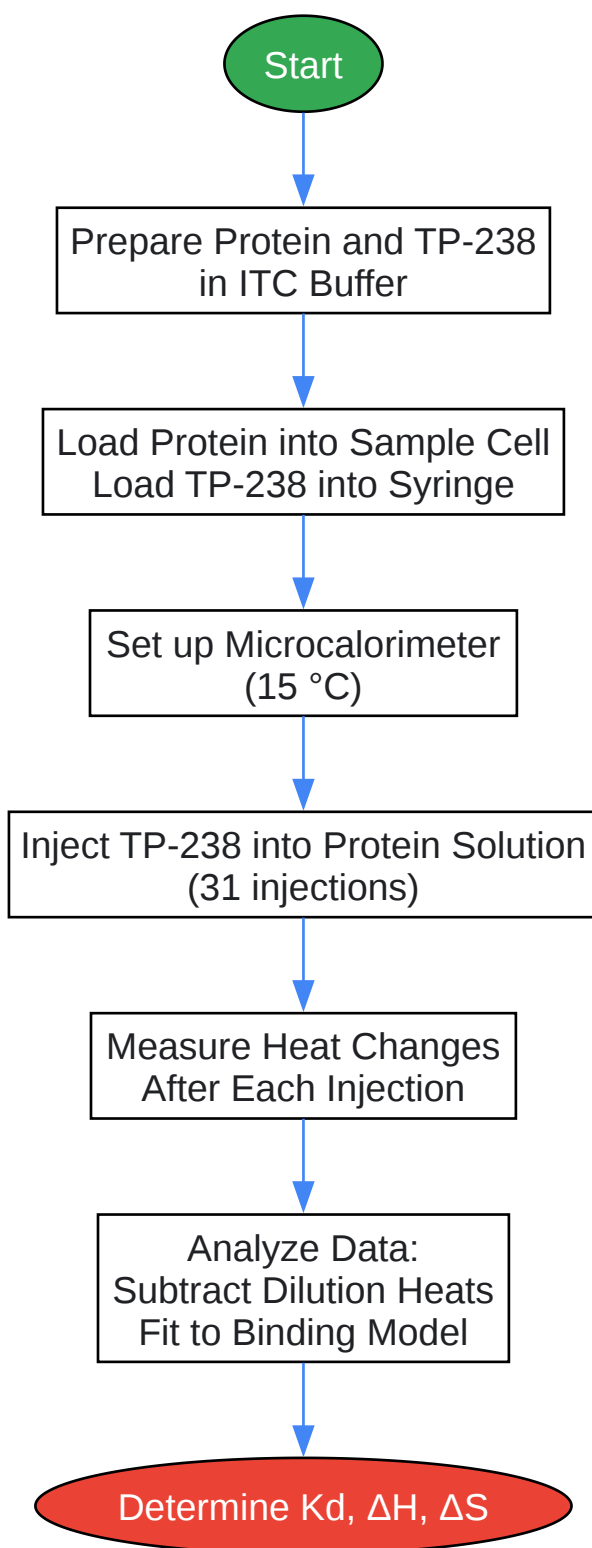 Start
Prepare Protein and TP-238
in ITC Buffer
Load Protein into Sample Cell
Load TP-238 into Syringe
Set up Microcalorimeter
(15 °C)
Inject TP-238 into Protein Solution
(31 injections)
Measure Heat Changes
After Each Injection
Analyze Data:
Subtract Dilution Heats
Fit to Binding Model
Determine Kd, ΔH, ΔS